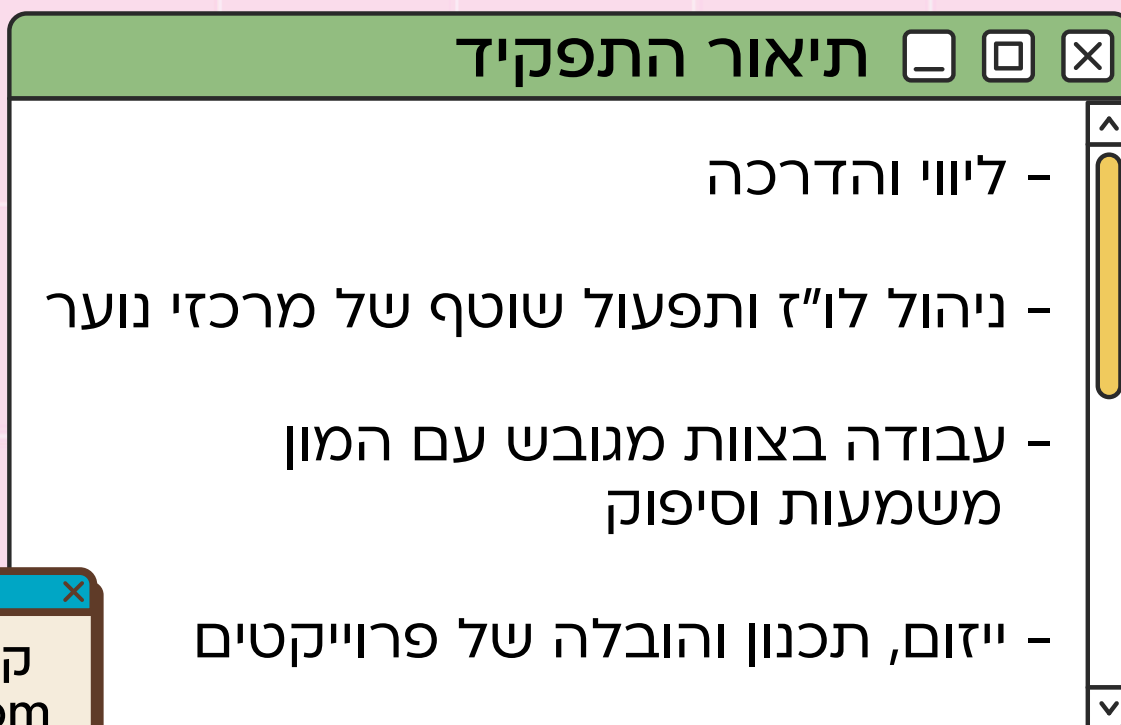 תיאור התפקיד
- ליווי והדרכה
- ניהול לו"ז ותפעול שוטף של מרכזי נוער
- עבודה בצוות מגובש עם המון
משמעות וסיפוק
- ייזום, תכנון והובלה של פרוייקטים